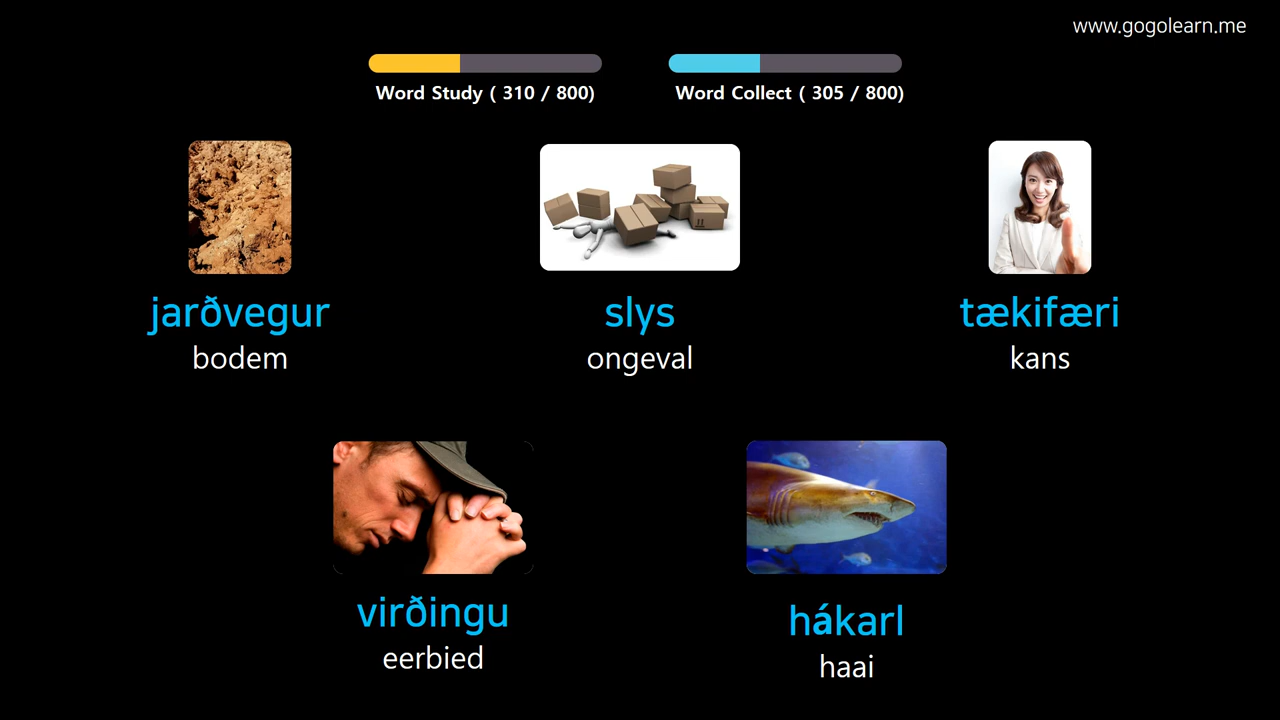 www.gogolearn.me
Word Study ( 310 / 800)
Word Collect ( 305 / 800)
jarðvegur
bodem
slys
ongeval
tækifæri
kans
virðingu
eerbied
hákarl
haai